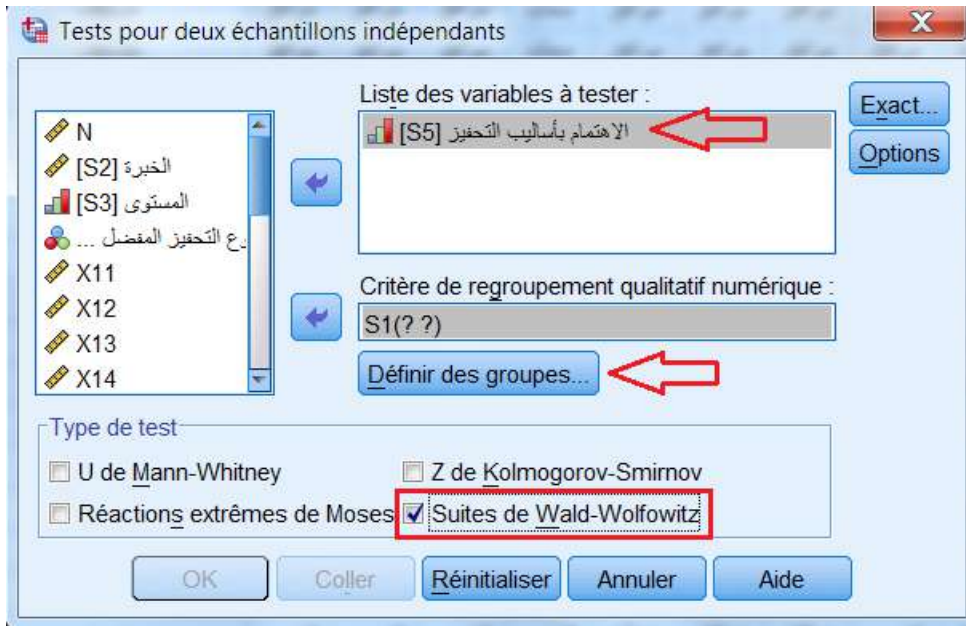 Tests pour deux échantillons indépendants
X
Liste des variables à tester :
N
الخبرة [S2]
المستوى [S3]
وع التحفيز المفضل ...
X11
X12
X13
X14
الاهتمام بأساليب التحفيز [S5]
Exact...
Options
Critère de regroupement qualitatif numérique :
S1(? ?)
Définir des groupes...
Type de test
U de Mann-Whitney
Z de Kolmogorov-Smirnov
Réactions extrêmes de Moses
Suites de Wald-Wolfowitz
OK
Coller
Réinitialiser
Annuler
Aide